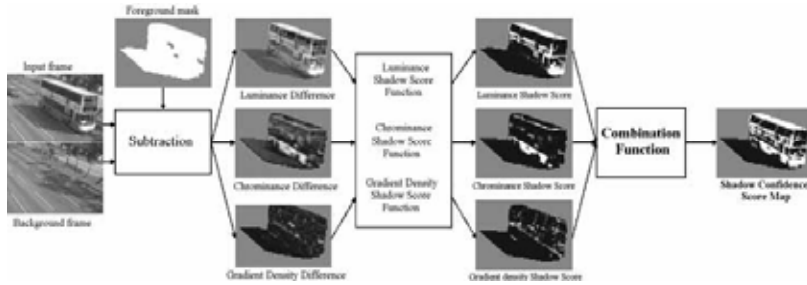 Foreground mask
Input frame
Background frame
Subtraction
Luminance Difference
Chrominance Difference
Gradient Density Difference
Luminance
Shadow Score
Function
Chrominance
Shadow Score
Function
Gradient Density
Shadow Score
Function
Luminance Shadow Score
Chrominance Shadow Score
Gradient density Shadow Score
Combination
Function
Shadow Confidence
Score Map